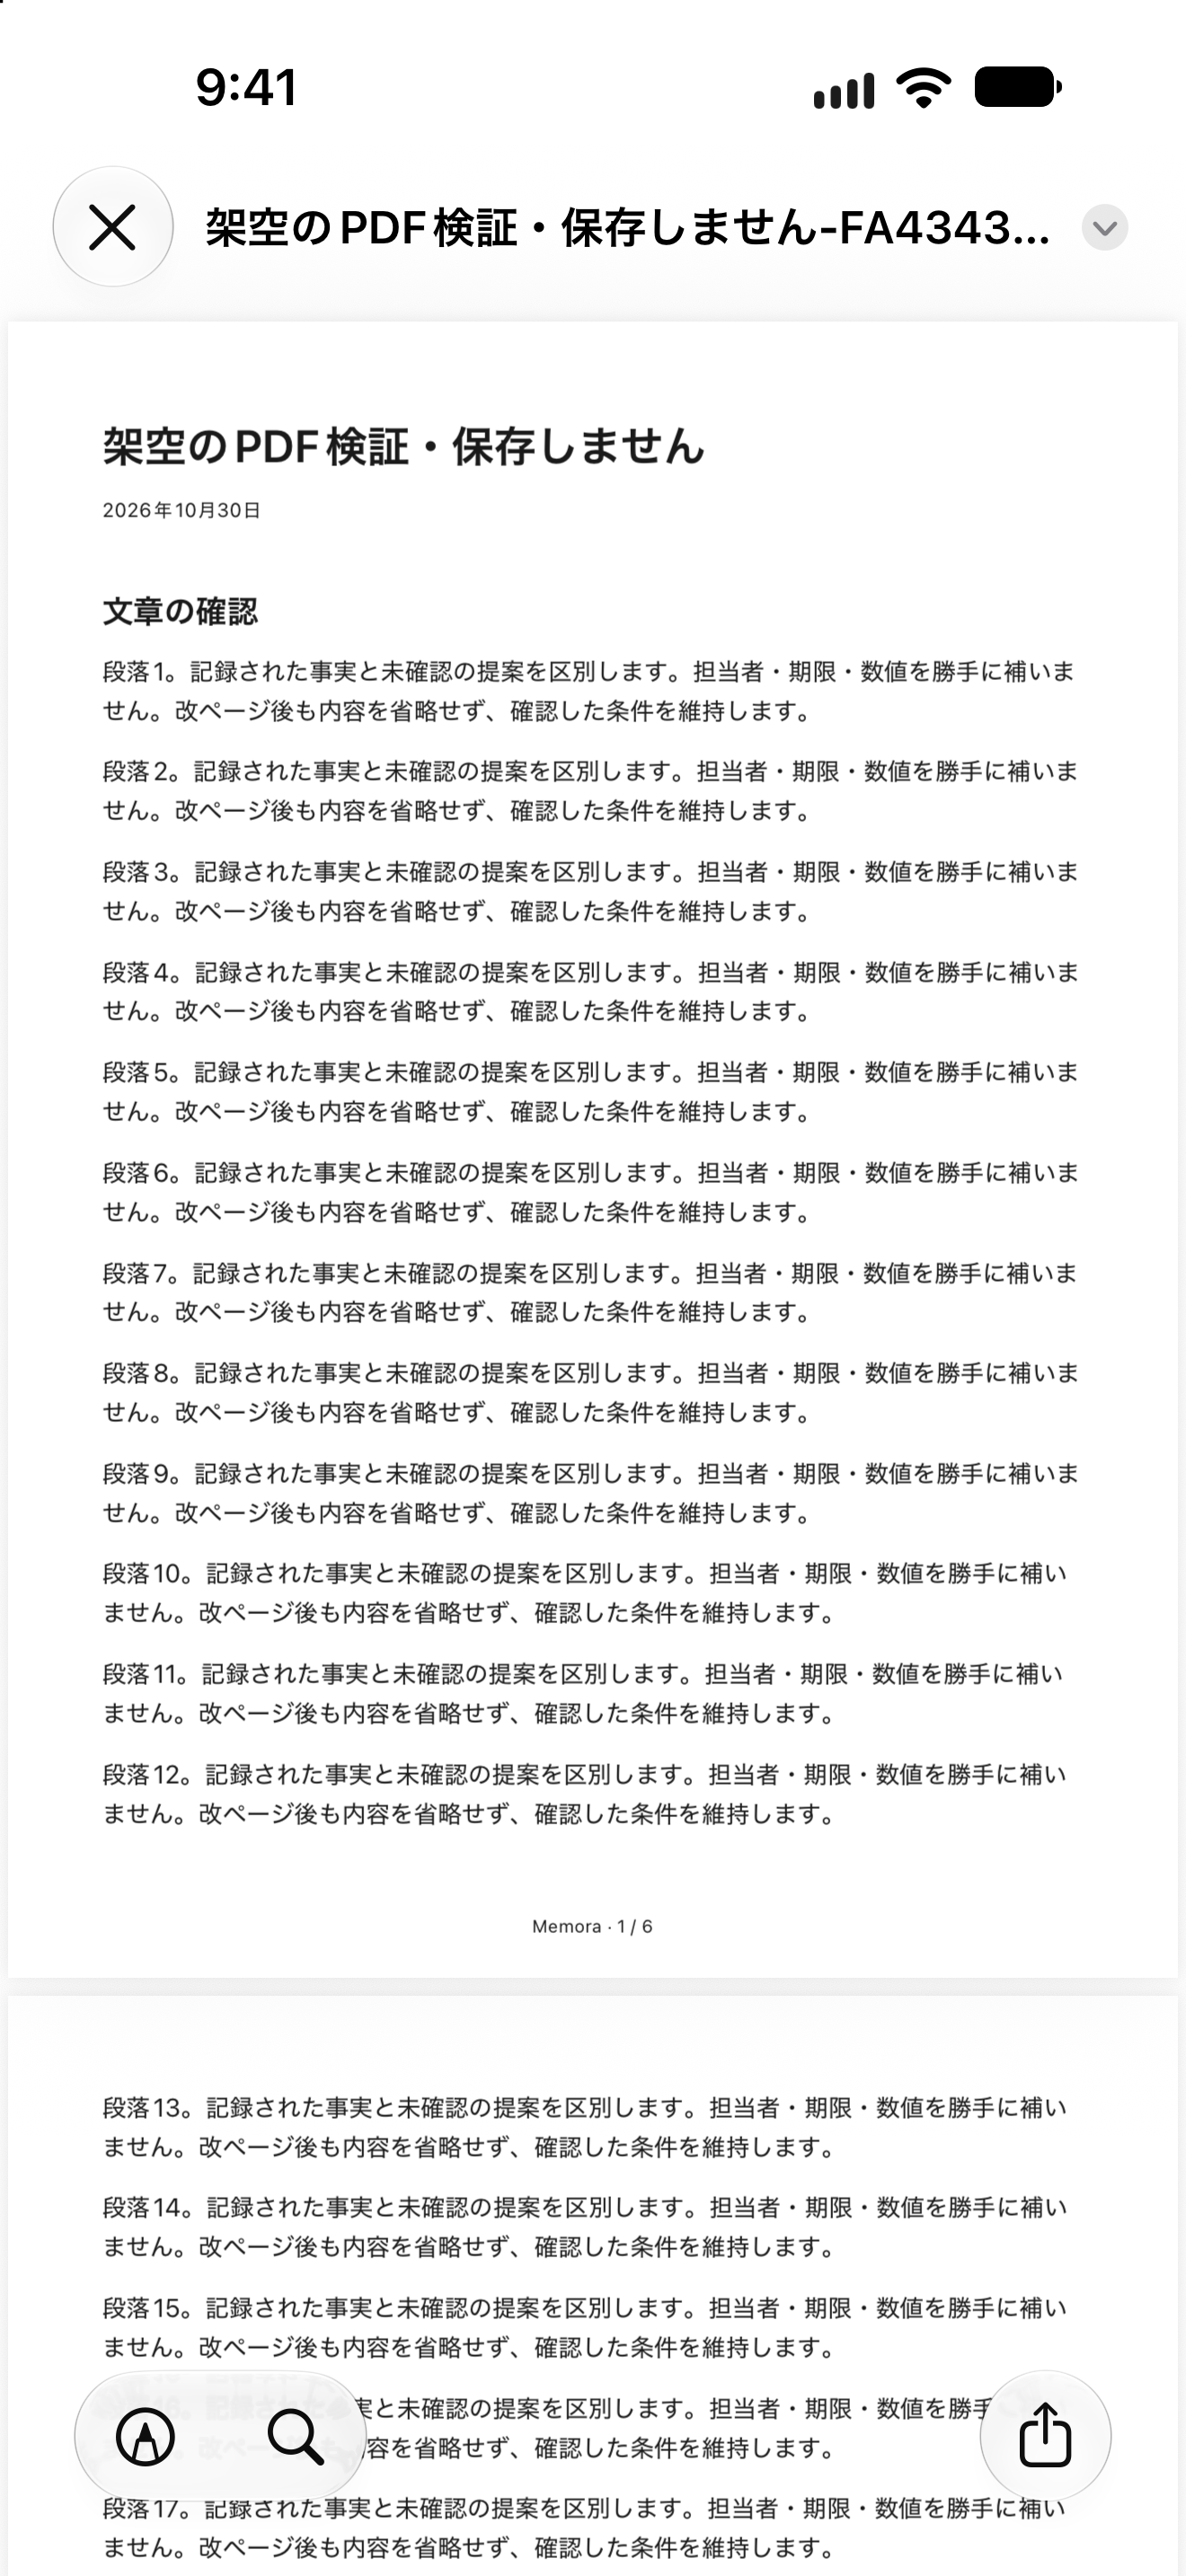 9:41
架空のPDF検証・保存しません-FA4343...
架空のPDF検証・保存しません
2026年10月30日
文章の確認
段落1。記録された事実と未確認の提案を区別します。担当者・期限・数値を勝手に補いま
せん。改ページ後も内容を省略せず、確認した条件を維持します。
段落2。記録された事実と未確認の提案を区別します。担当者・期限・数値を勝手に補いま
せん。改ページ後も内容を省略せず、確認した条件を維持します。
段落3。記録された事実と未確認の提案を区別します。担当者・期限・数値を勝手に補いま
せん。改ページ後も内容を省略せず、確認した条件を維持します。
段落4。記録された事実と未確認の提案を区別します。担当者・期限・数値を勝手に補いま
せん。改ページ後も内容を省略せず、確認した条件を維持します。
段落5。記録された事実と未確認の提案を区別します。担当者・期限・数値を勝手に補いま
せん。改ページ後も内容を省略せず、確認した条件を維持します。
段落6。記録された事実と未確認の提案を区別します。担当者・期限・数値を勝手に補いま
せん。改ページ後も内容を省略せず、確認した条件を維持します。
段落7。記録された事実と未確認の提案を区別します。担当者・期限・数値を勝手に補いま
せん。改ページ後も内容を省略せず、確認した条件を維持します。
段落8。記録された事実と未確認の提案を区別します。担当者・期限・数値を勝手に補いま
せん。改ページ後も内容を省略せず、確認した条件を維持します。
段落9。記録された事実と未確認の提案を区別します。担当者・期限・数値を勝手に補いま
せん。改ページ後も内容を省略せず、確認した条件を維持します。
段落10。記録された事実と未確認の提案を区別します。担当者・期限・数値を勝手に補い
ません。改ページ後も内容を省略せず、確認した条件を維持します。
段落11。記録された事実と未確認の提案を区別します。担当者・期限・数値を勝手に補い
ません。改ページ後も内容を省略せず、確認した条件を維持します。
段落12。記録された事実と未確認の提案を区別します。担当者・期限・数値を勝手に補い
ません。改ページ後も内容を省略せず、確認した条件を維持します。
Memora · 1 / 6
段落13。記録された事実と未確認の提案を区別します。担当者・期限・数値を勝手に補い
ません。改ページ後も内容を省略せず、確認した条件を維持します。
段落14。記録された事実と未確認の提案を区別します。担当者・期限・数値を勝手に補い
ません。改ページ後も内容を省略せず、確認した条件を維持します。
段落15。記録された事実と未確認の提案を区別します。担当者・期限・数値を勝手に補い
ません。改ページ後も内容を省略せず、確認した条件を維持します。
実と未確認の提案を区別します。担当者・期限・数値を勝手
容を省略せず、確認した条件を維持します。
段落17。記録された事実と未確認の提案を区別します。担当者・期限・数値を勝手に補い
ません。改ページ後も内容を省略せず、確認した条件を維持します。